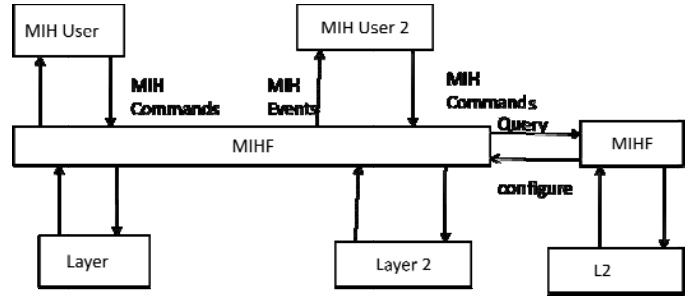 MIH User
MIH User 2
MIH
Commands
MIH
Events
MIH
Commands
Query
MIHF
MIHF
configure
Layer
Layer 2
L2